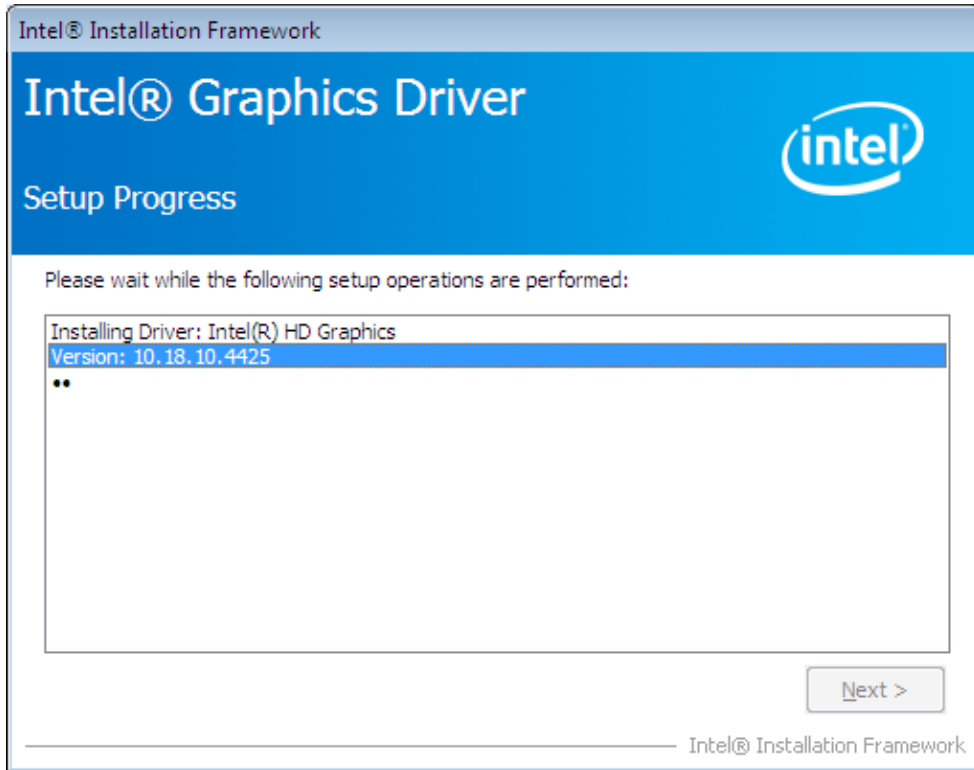 Intel® Installation Framework
Intel® Graphics Driver
intel®
Setup Progress
Please wait while the following setup operations are performed:
Installing Driver: Intel(R) HD Graphics
Version: 10.18.10.4425
••
Next >
Intel® Installation Framework